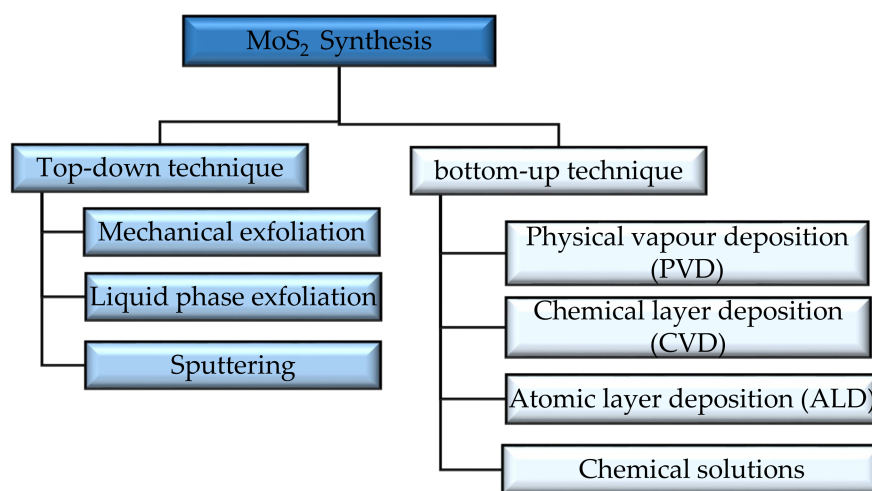 MoS₂ Synthesis
Top-down technique
Mechanical exfoliation
Liquid phase exfoliation
Sputtering
bottom-up technique
Physical vapour deposition
(PVD)
Chemical layer deposition
(CVD)
Atomic layer deposition (ALD)
Chemical solutions